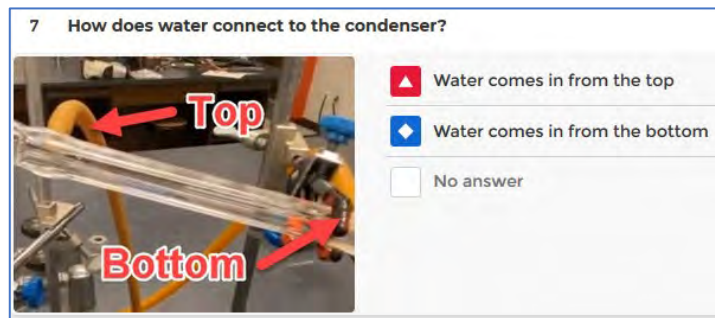 7 How does water connect to the condenser?
Top
Bottom
Water comes in from the top
Water comes in from the bottom
No answer